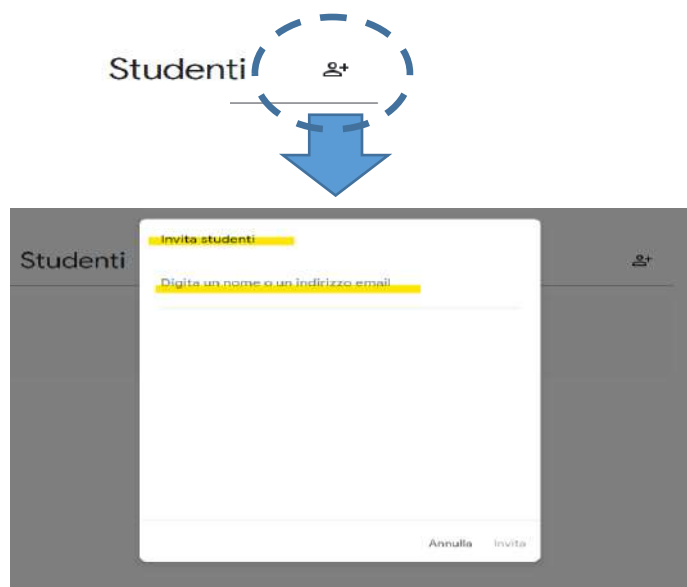 Studenti
Invita studenti
Studenti
Digita un nome o un indirizzo email
Annulla Invita